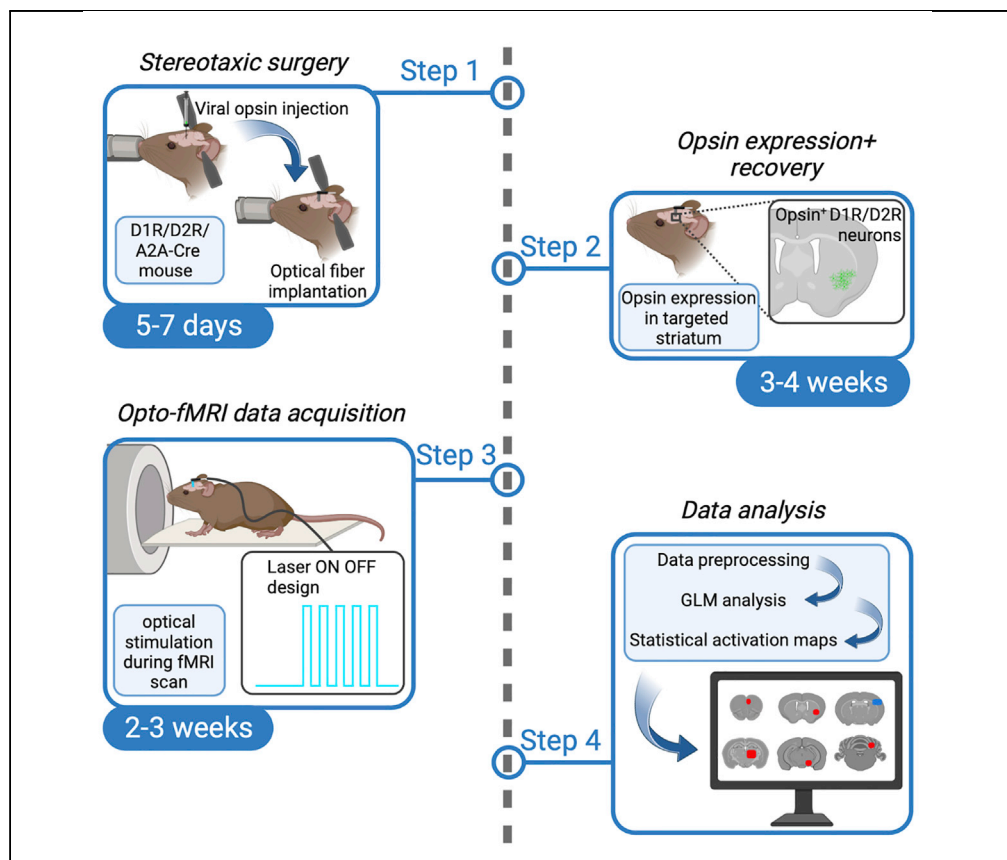 Stereotaxic surgery
Step 1
Viral opsin injection
D1R/D2R/
A2A-Cre
mouse
Optical fiber
implantation
5-7 days
Opsin expression+
recovery
Step 2
Opsin⁺ D1R/D2R
neurons
Opsin expression
in targeted
striatum
3-4 weeks
Opto-fMRI data acquisition
Step 3
Laser ON OFF
design
optical
stimulation
during fMRI
scan
2-3 weeks
Data analysis
Data preprocessing
GLM analysis
Statistical activation maps
Step 4